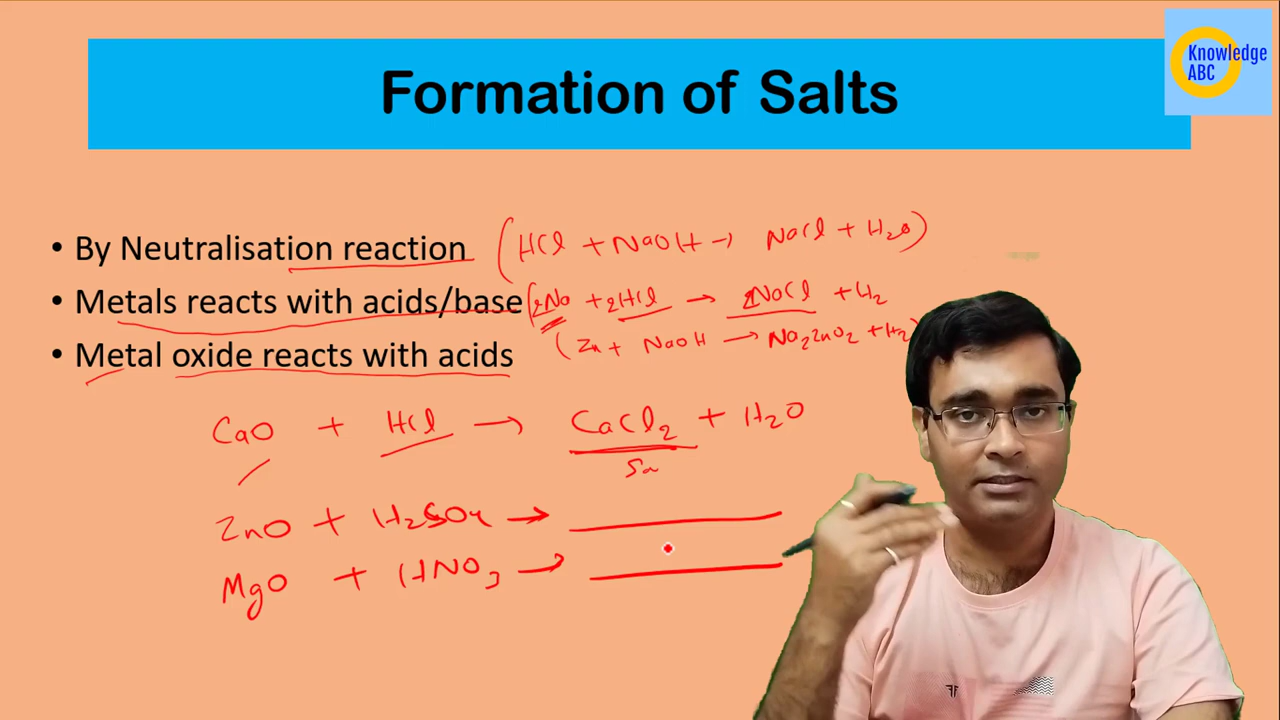 Formation of Salts
Knowledge
ABC
• By Neutralisation reaction (HCl + NaOH → NaCl + H2O)
• Metals reacts with acids/base (2Na + 2HCl → 2NaCl + H2
(Zn + NaOH → Na2ZnO2 + H2)
• Metal oxide reacts with acids
CaO + HCl → CaCl2 + H2O
Sa
ZnO + H2SO4 →
MgO + HNO3 →